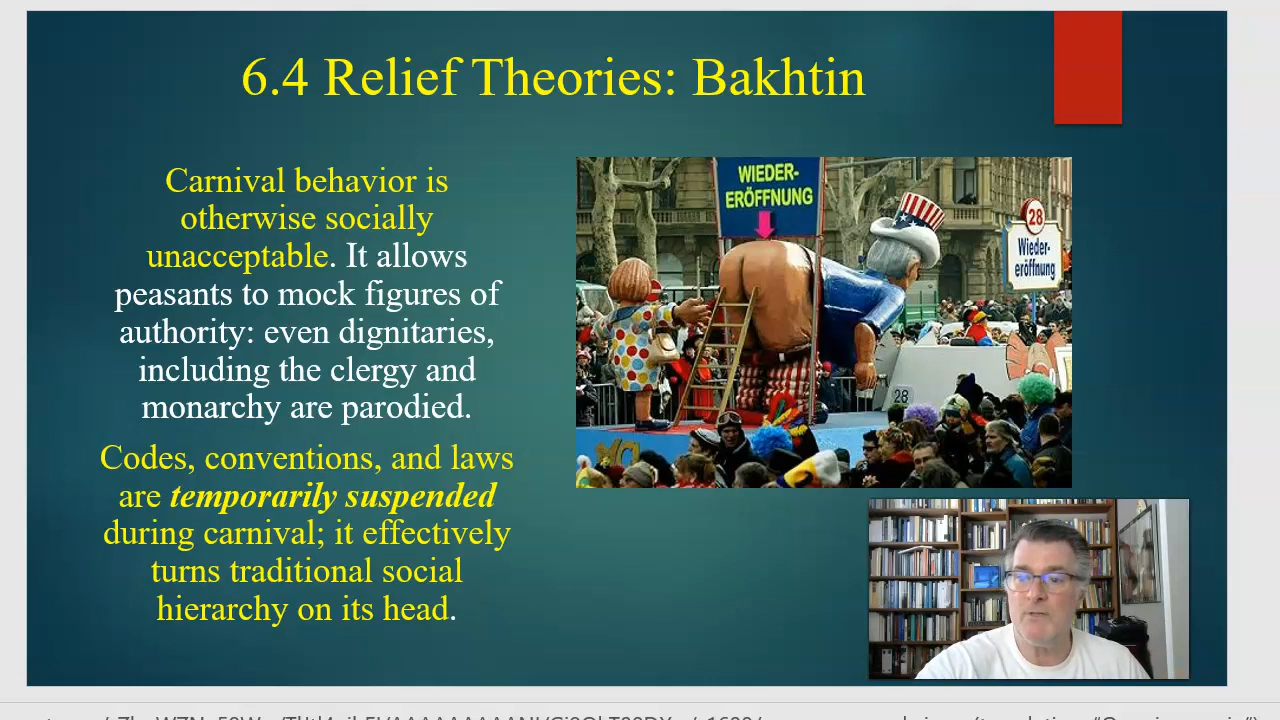 6.4 Relief Theories: Bakhtin
Carnival behavior is
otherwise socially
unacceptable. It allows
peasants to mock figures of
authority: even dignitaries,
including the clergy and
monarchy are parodied.
Codes, conventions, and laws
are temporarily suspended
during carnival; it effectively
turns traditional social
hierarchy on its head.
WIEDER-
ERÖFFNUNG
28
Wieder-
eröffnung
28